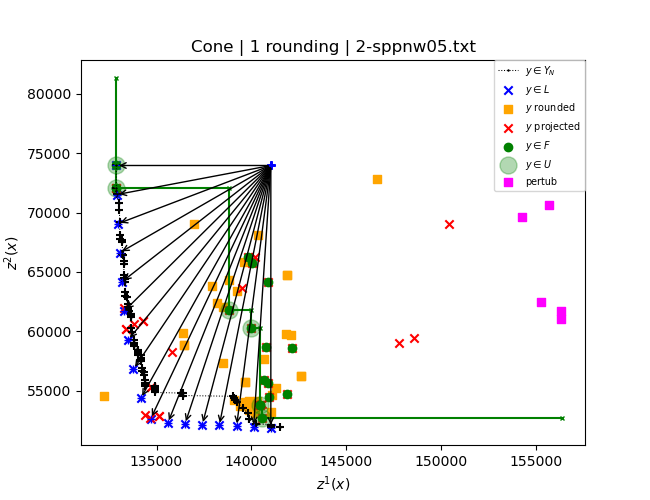 Cone | 1 rounding | 2-sppnw05.txt
80000
75000
70000
65000
60000
55000
z²(x)
y ∈ Y_N
y ∈ L
y rounded
y projected
y ∈ F
y ∈ U
pertub
135000 140000 145000 150000 155000
z¹(x)